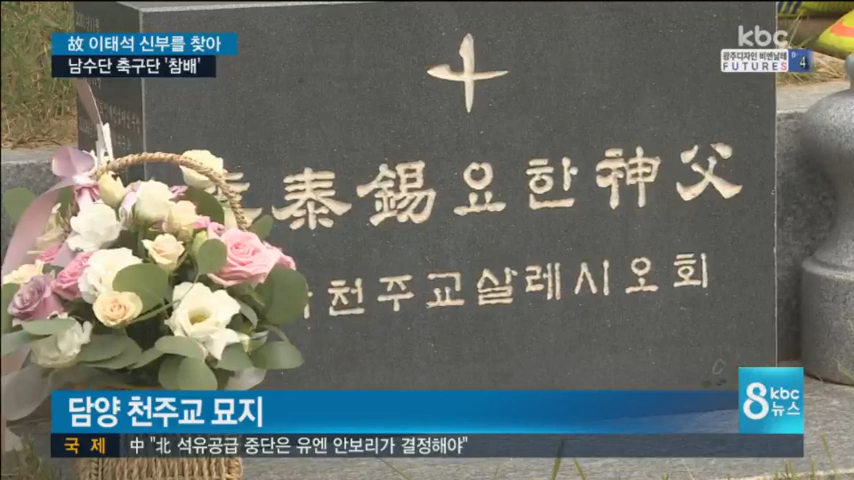 故 이태석 신부를 찾아
남수단 축구단 '참배'
kbc
광주디자인 비엔날레
FUTURES D-4
泰錫 요한 神父
천주교살레시오회
담양 천주교 묘지
8 kbc 뉴스
국 제 中 "北 석유공급 중단은 유엔 안보리가 결정해야"